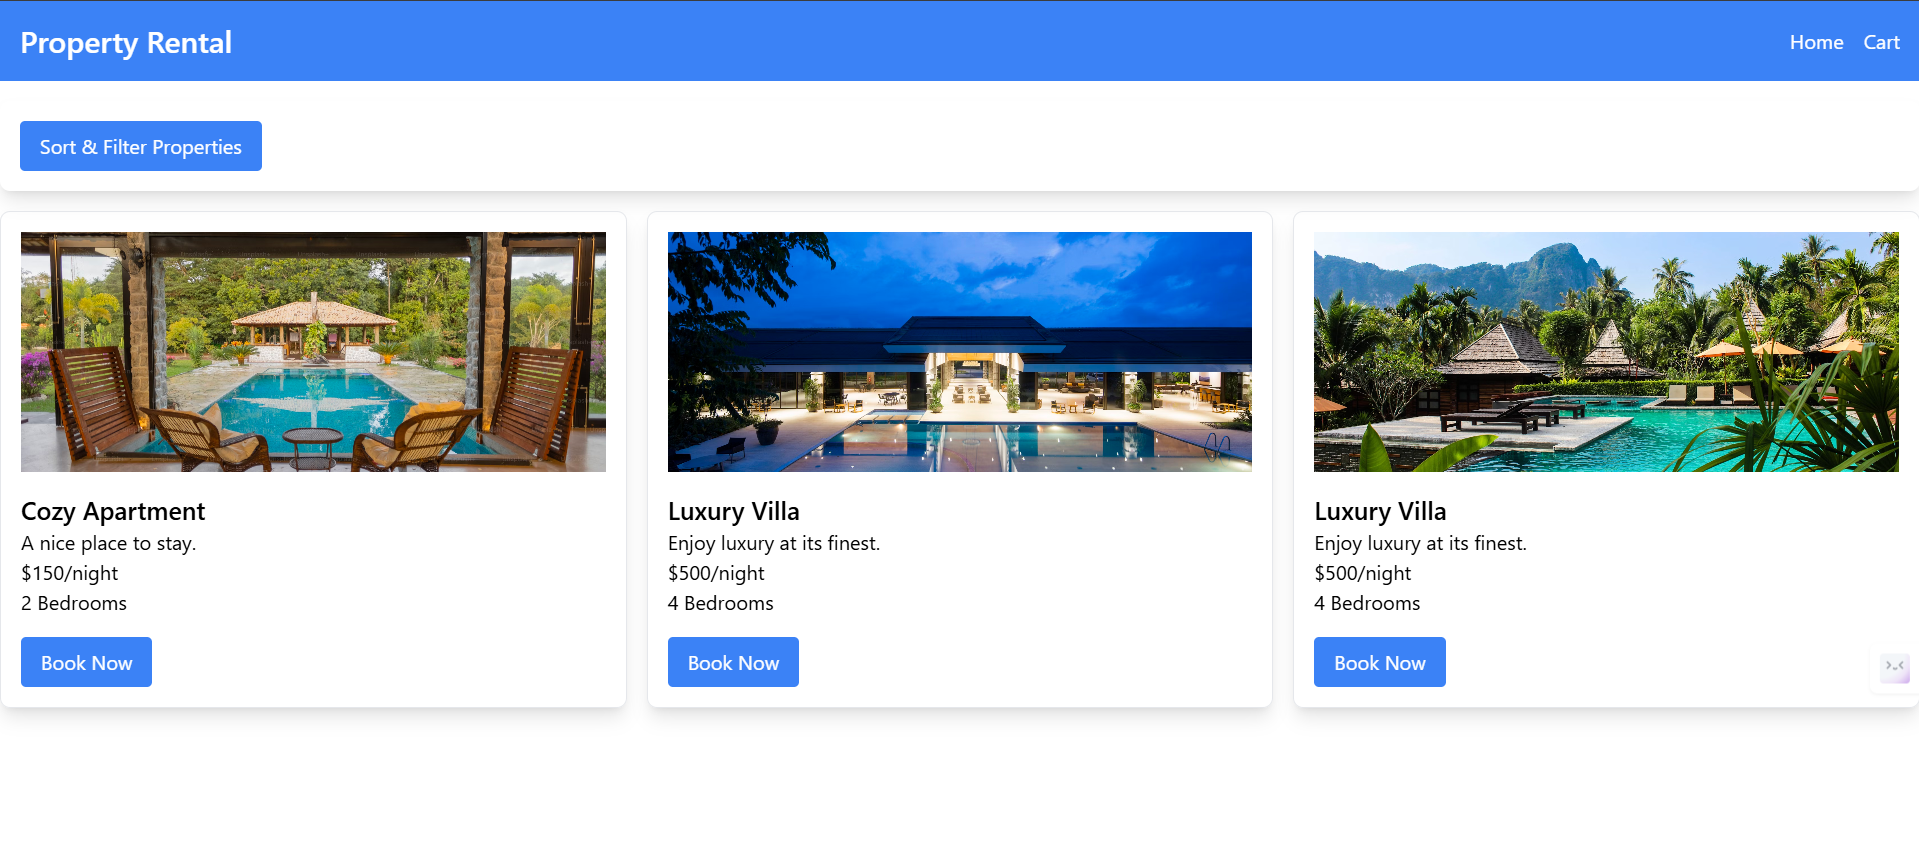 Property Rental
Home Cart
Sort & Filter Properties
Cozy Apartment
A nice place to stay.
$150/night
2 Bedrooms
Book Now
Luxury Villa
Enjoy luxury at its finest.
$500/night
4 Bedrooms
Book Now
Luxury Villa
Enjoy luxury at its finest.
$500/night
4 Bedrooms
Book Now